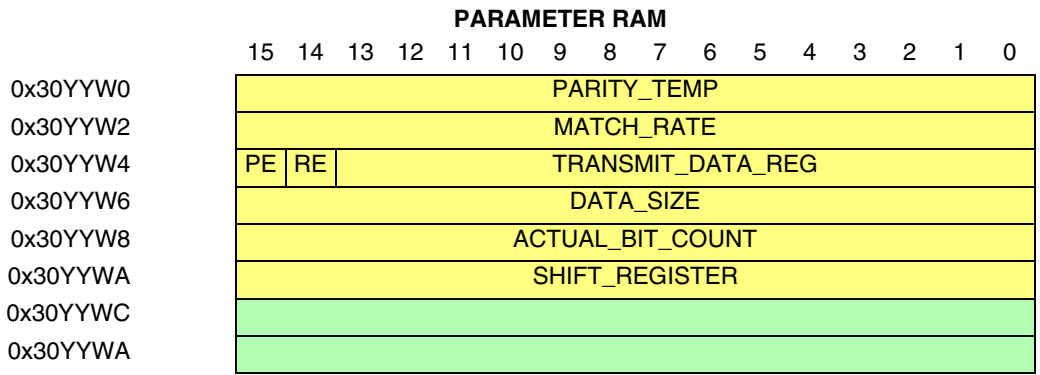 PARAMETER RAM
15 14 13 12 11 10 9 8 7 6 5 4 3 2 1 0
0x30YYW0 PARITY_TEMP
0x30YYW2 MATCH_RATE
0x30YYW4 PE RE TRANSMIT_DATA_REG
0x30YYW6 DATA_SIZE
0x30YYW8 ACTUAL_BIT_COUNT
0x30YYWA SHIFT_REGISTER
0x30YYWC
0x30YYWA